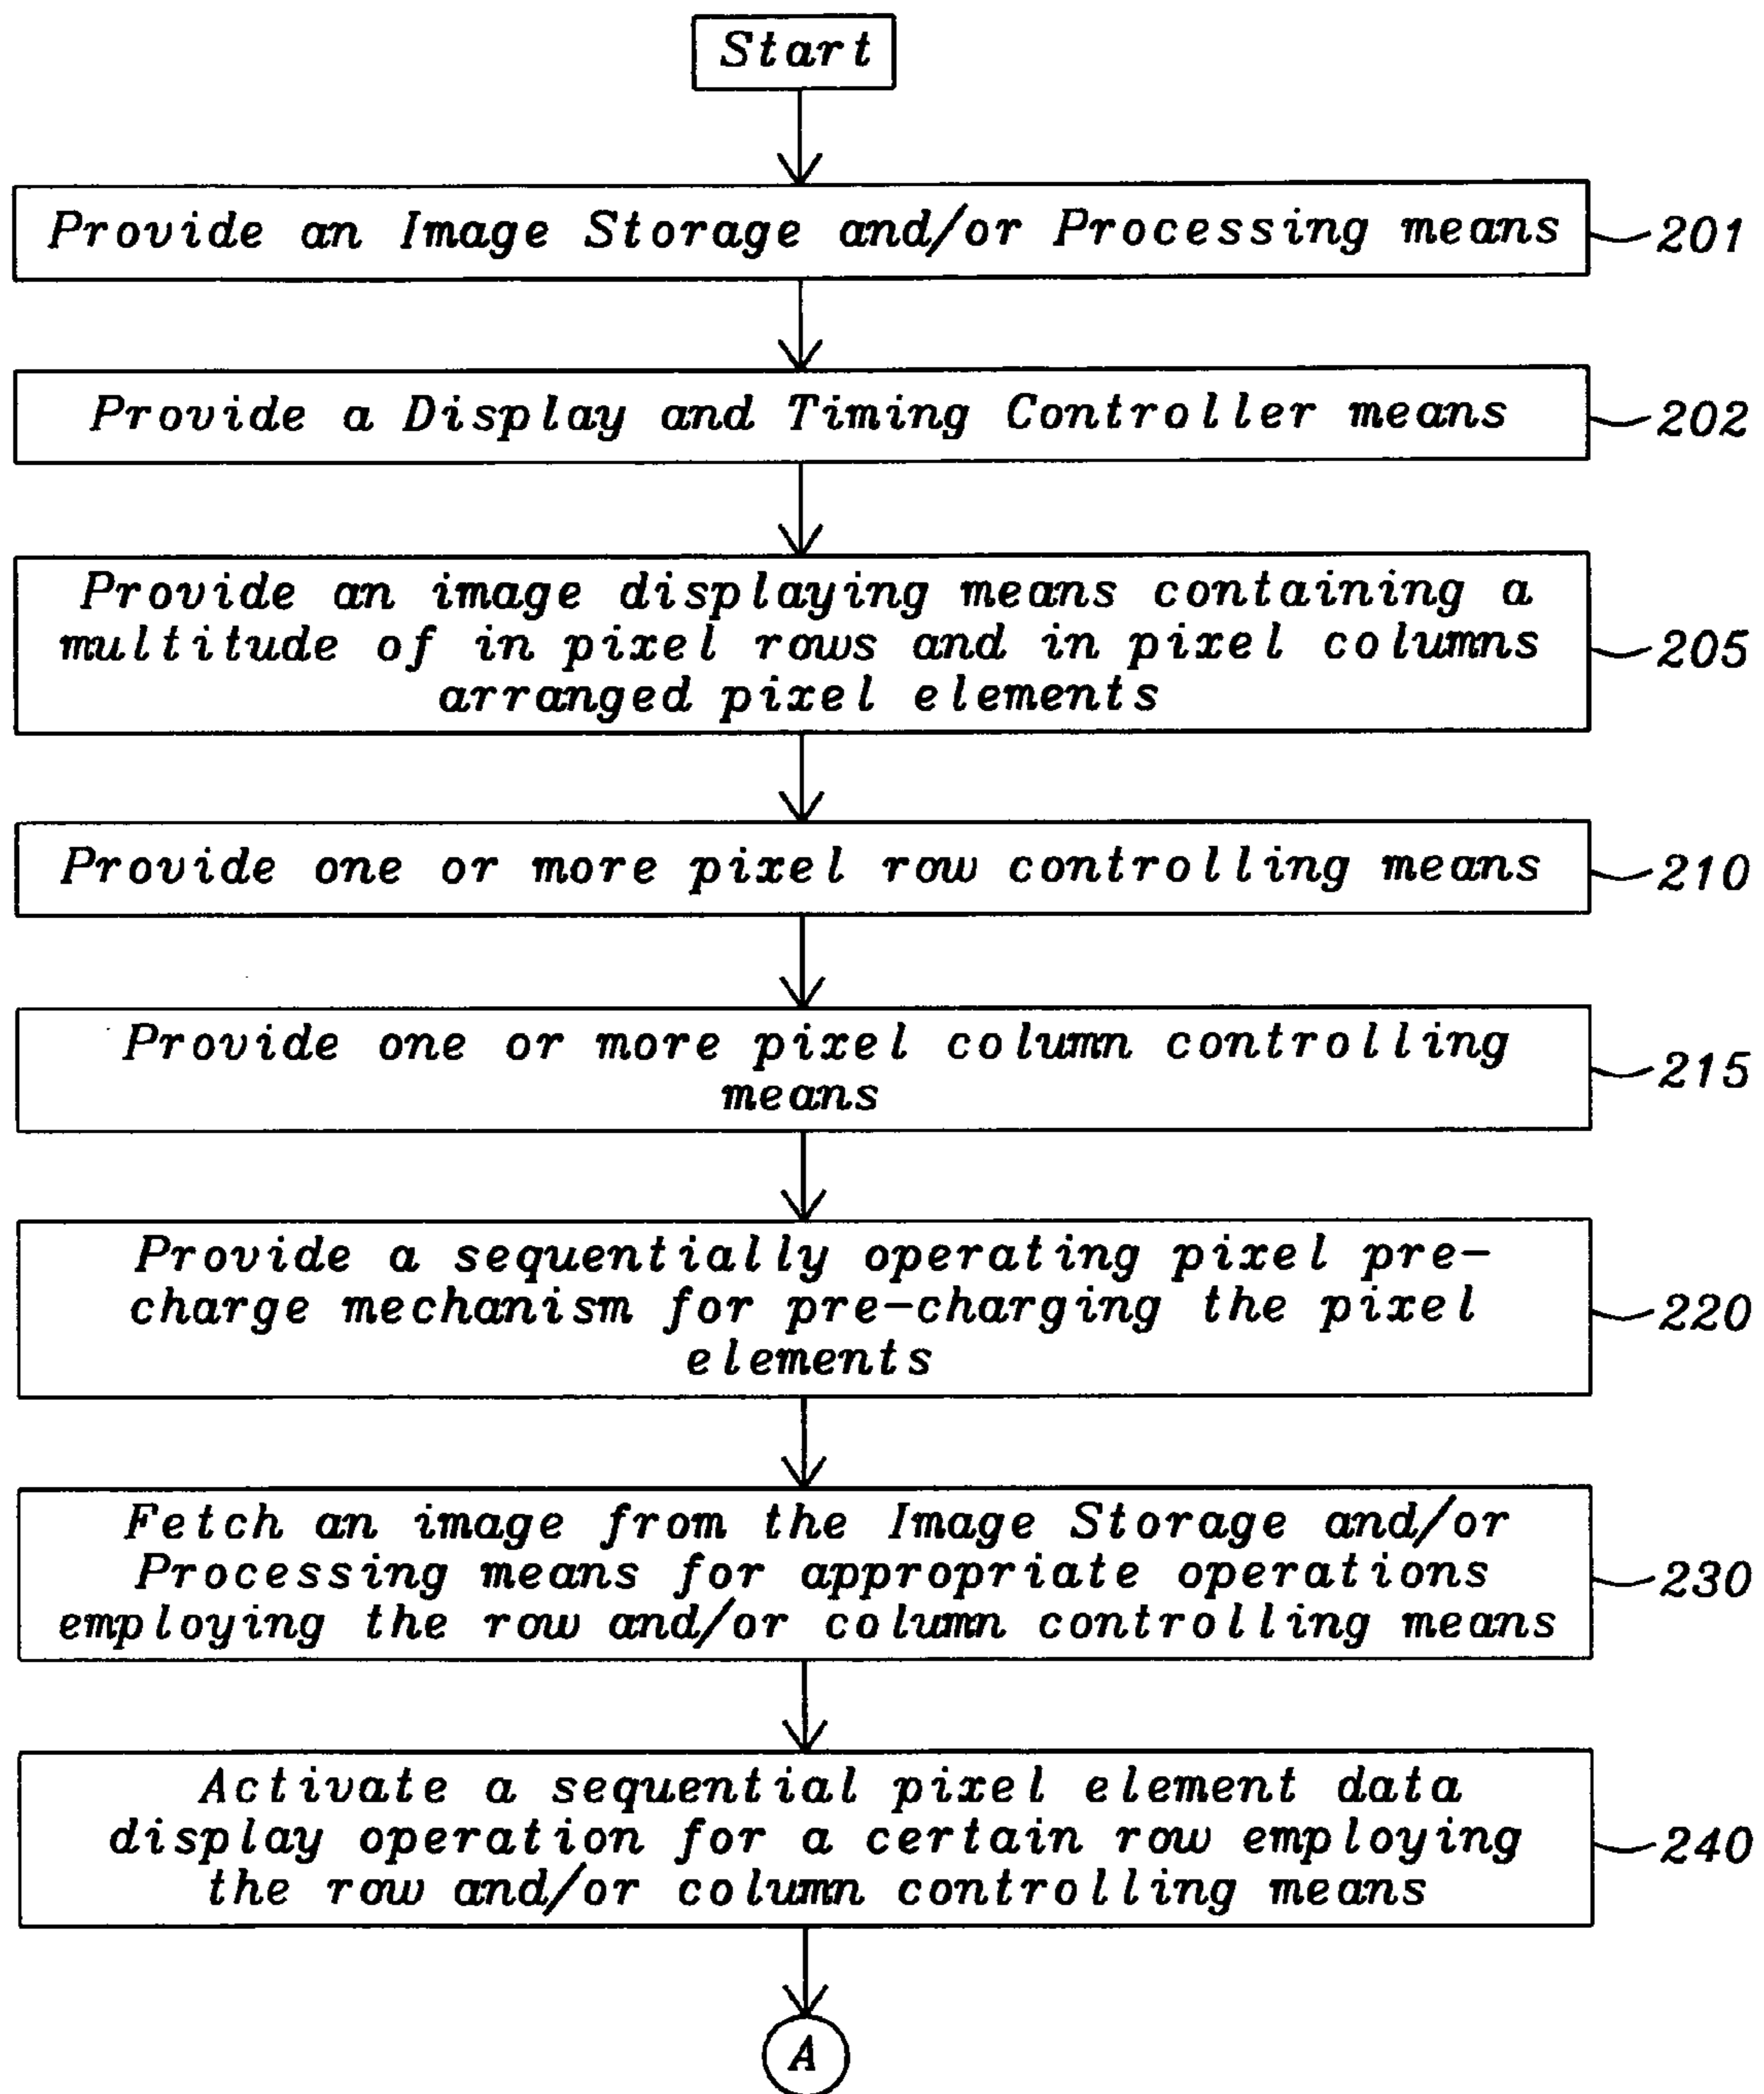 Start
Provide an Image Storage and/or Processing means
201
Provide a Display and Timing Controller means
202
Provide an image displaying means containing a
multitude of in pixel rows and in pixel columns
arranged pixel elements
205
Provide one or more pixel row controlling means
210
Provide one or more pixel column controlling
means
215
Provide a sequentially operating pixel pre-
charge mechanism for pre-charging the pixel
elements
220
Fetch an image from the Image Storage and/or
Processing means for appropriate operations
employing the row and/or column controlling means
230
Activate a sequential pixel element data
display operation for a certain row employing
the row and/or column controlling means
240
A